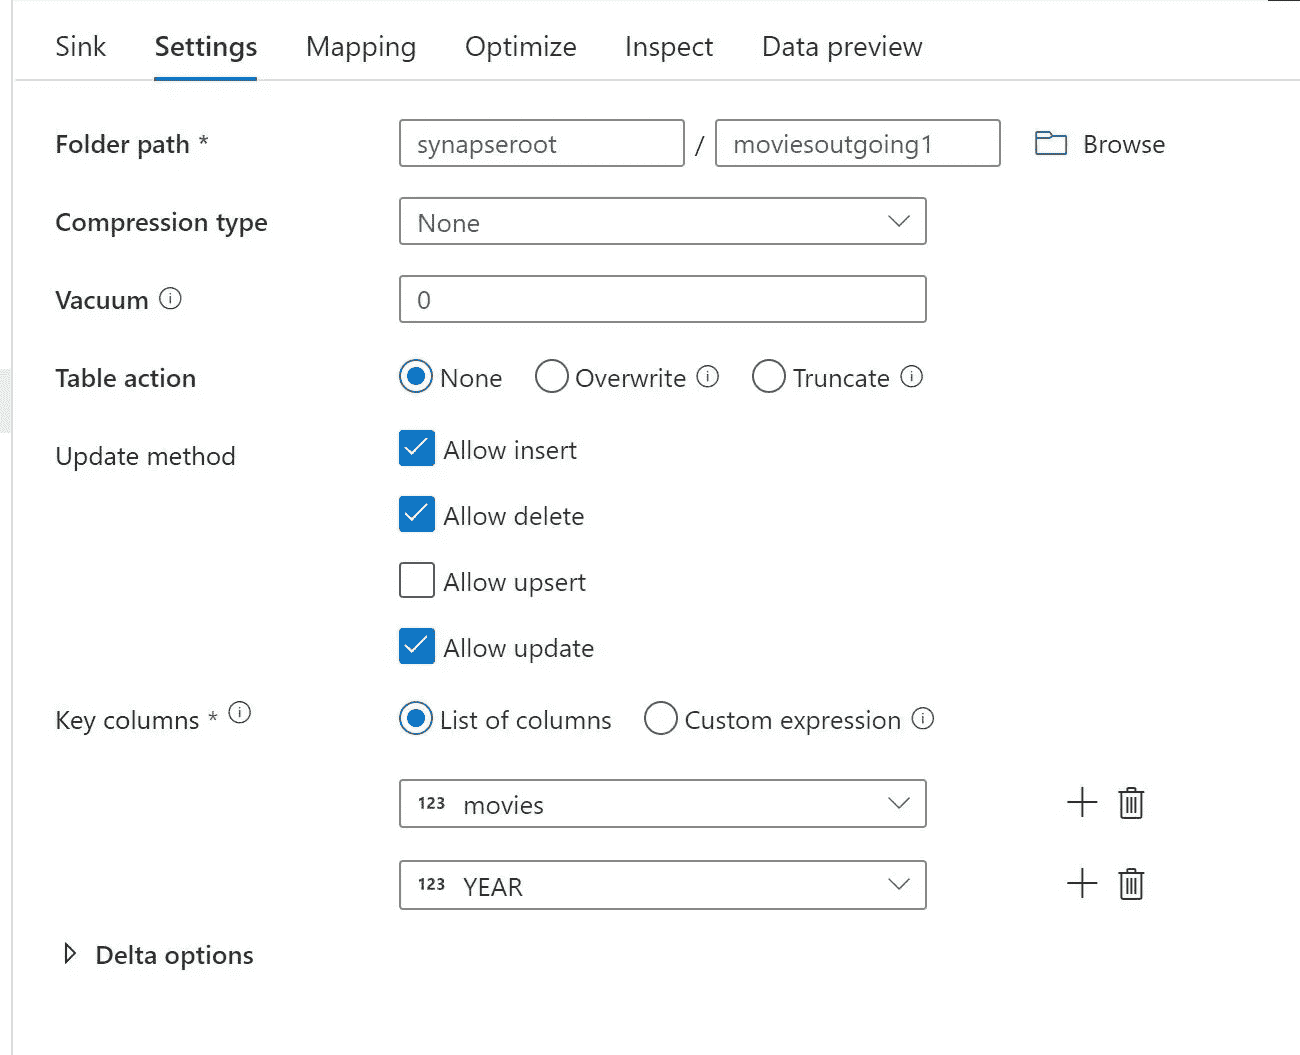 Sink Settings Mapping Optimize Inspect Data preview
Folder path * synapseroot / moviesoutgoing1 Browse
Compression type None
Vacuum 0
Table action None Overwrite Truncate
Update method Allow insert
Allow delete
Allow upsert
Allow update
Key columns * List of columns Custom expression
123 movies
123 YEAR
Delta options